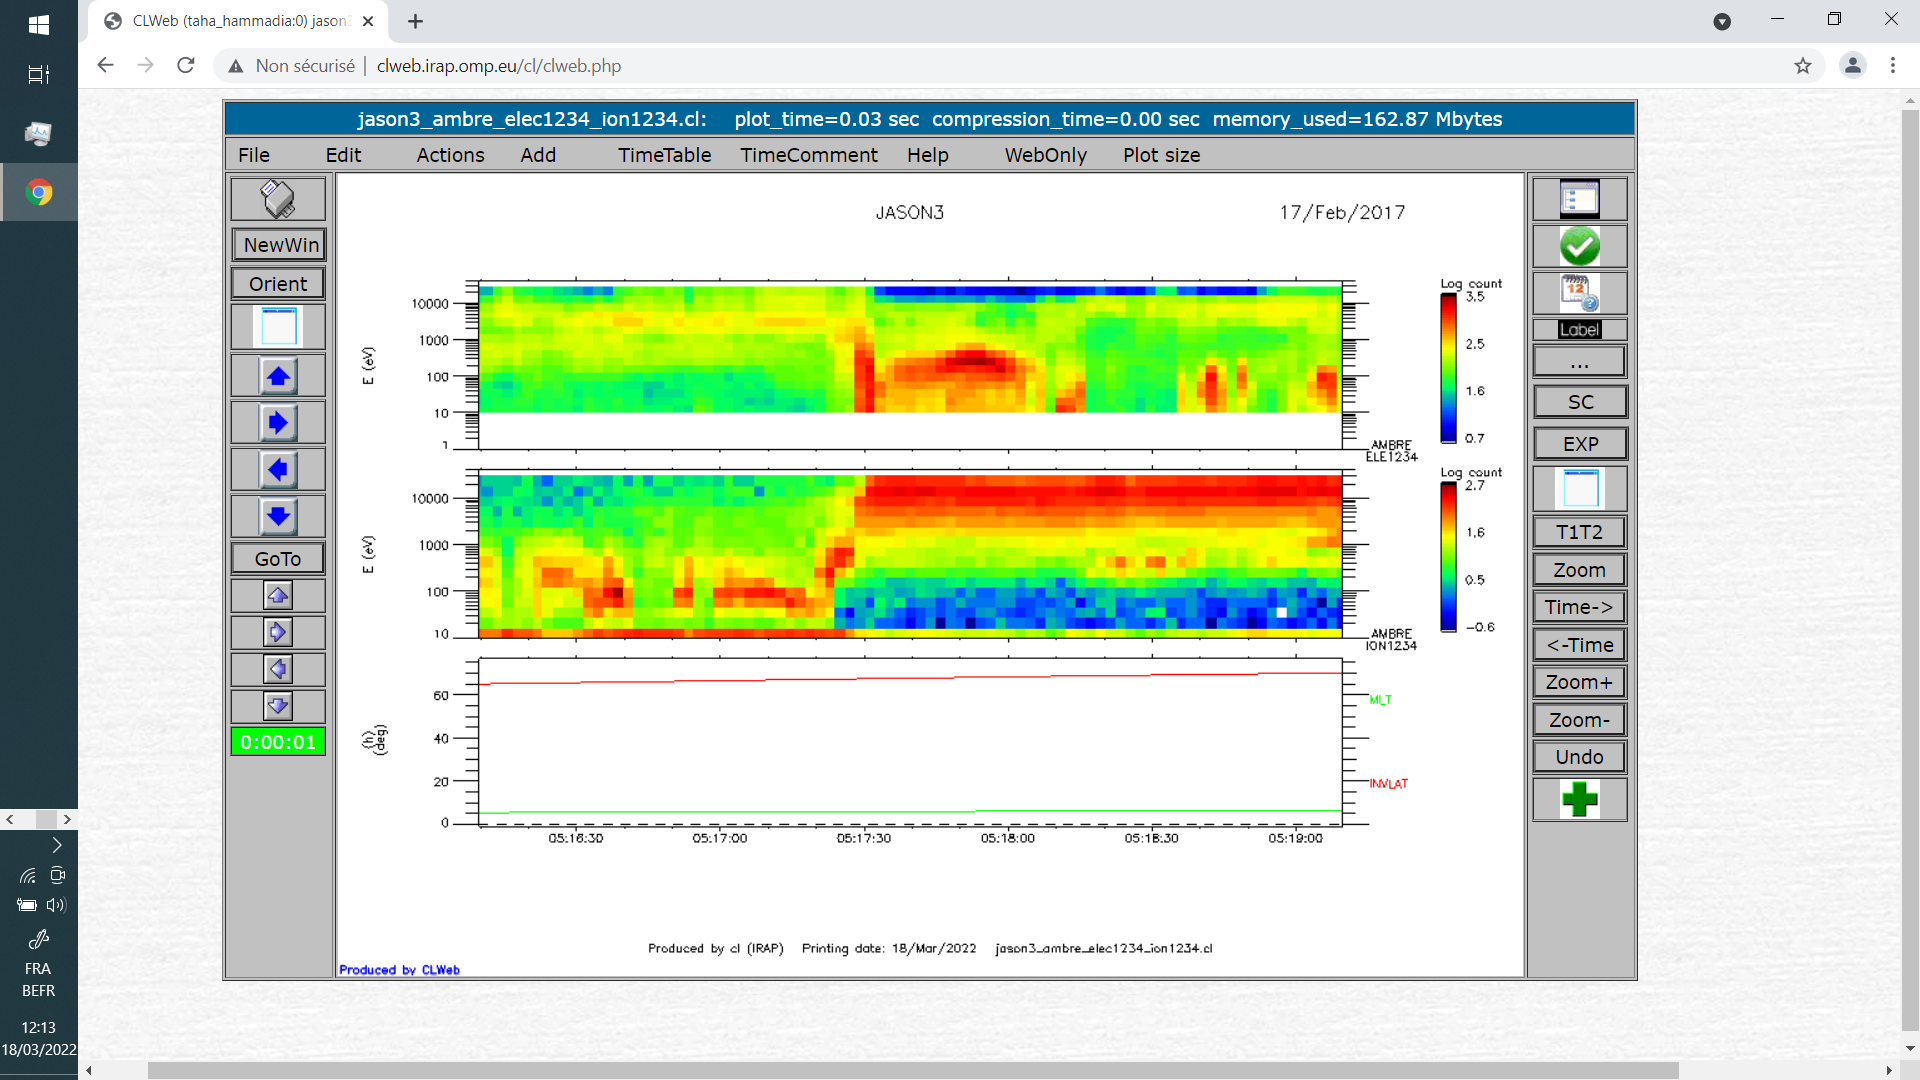 CLWeb (taha_hammadia:0) jason3
Non sécurisé | clweb.irap.omp.eu/cl/clweb.php
jason3_ambre_elec1234_ion1234.cl: plot_time=0.03 sec compression_time=0.00 sec memory_used=162.87 Mbytes
File Edit Actions Add TimeTable TimeComment Help WebOnly Plot size
NewWin
Orient
GoTo
0:00:01
JASON3 17/Feb/2017
E (eV)
10000
1000
100
10
1
Log count
3.5
2.5
1.6
0.7
AMBRE
ELE1234
E (eV)
10000
1000
100
10
Log count
2.7
1.6
0.5
-0.6
AMBRE
ION1234
(h)
(deg)
60
40
20
0
MLT
INVLAT
05:16:30 05:17:00 05:17:30 05:18:00 05:18:30 05:19:00
Produced by cl (IRAP) Printing date: 18/Mar/2022 jason3_ambre_elec1234_ion1234.cl
Produced by CLWeb
12
Label
...
SC
EXP
T1T2
Zoom
Time->
<-Time
Zoom+
Zoom-
Undo
FRA
BEFR
12:13
18/03/2022